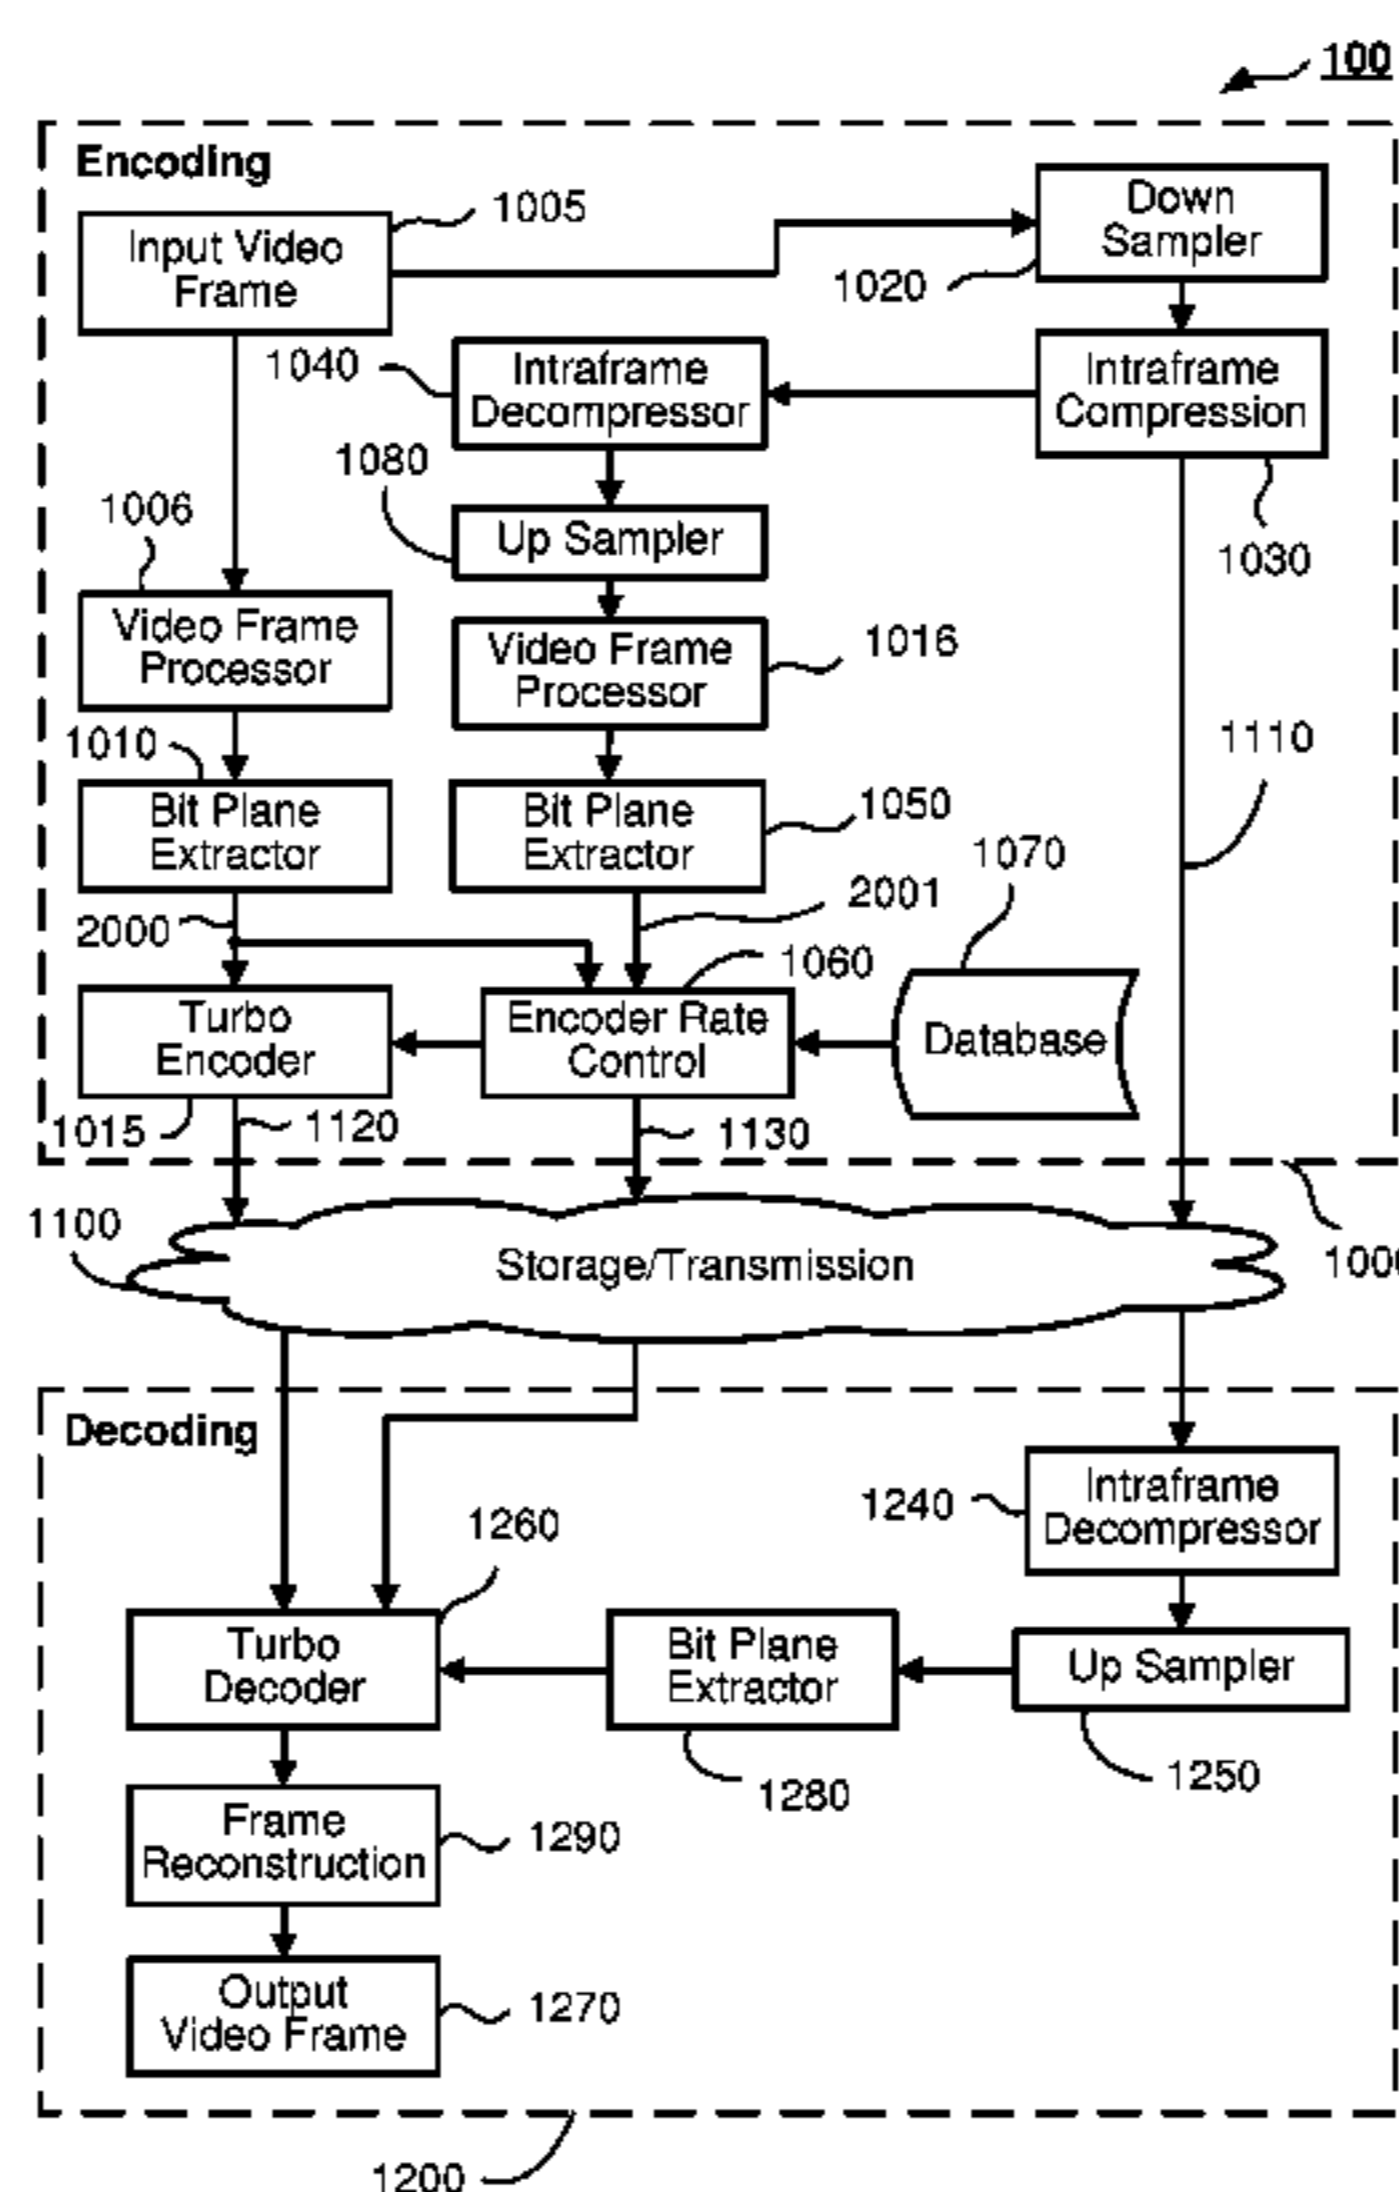 100
Encoding
Input Video
Frame
1005
Down
Sampler
1020
1040
Intraframe
Decompressor
Intraframe
Compression
1080
1030
1006
Up Sampler
Video Frame
Processor
Video Frame
Processor
1016
1110
1010
Bit Plane
Extractor
Bit Plane
Extractor
1050
1070
2000
2001
1060
Turbo
Encoder
Encoder Rate
Control
Database
1015
1120
1130
1100
Storage/Transmission
100
Decoding
1240
Intraframe
Decompressor
1260
Turbo
Decoder
Bit Plane
Extractor
Up Sampler
1280
1250
Frame
Reconstruction
1290
Output
Video Frame
1270
1200